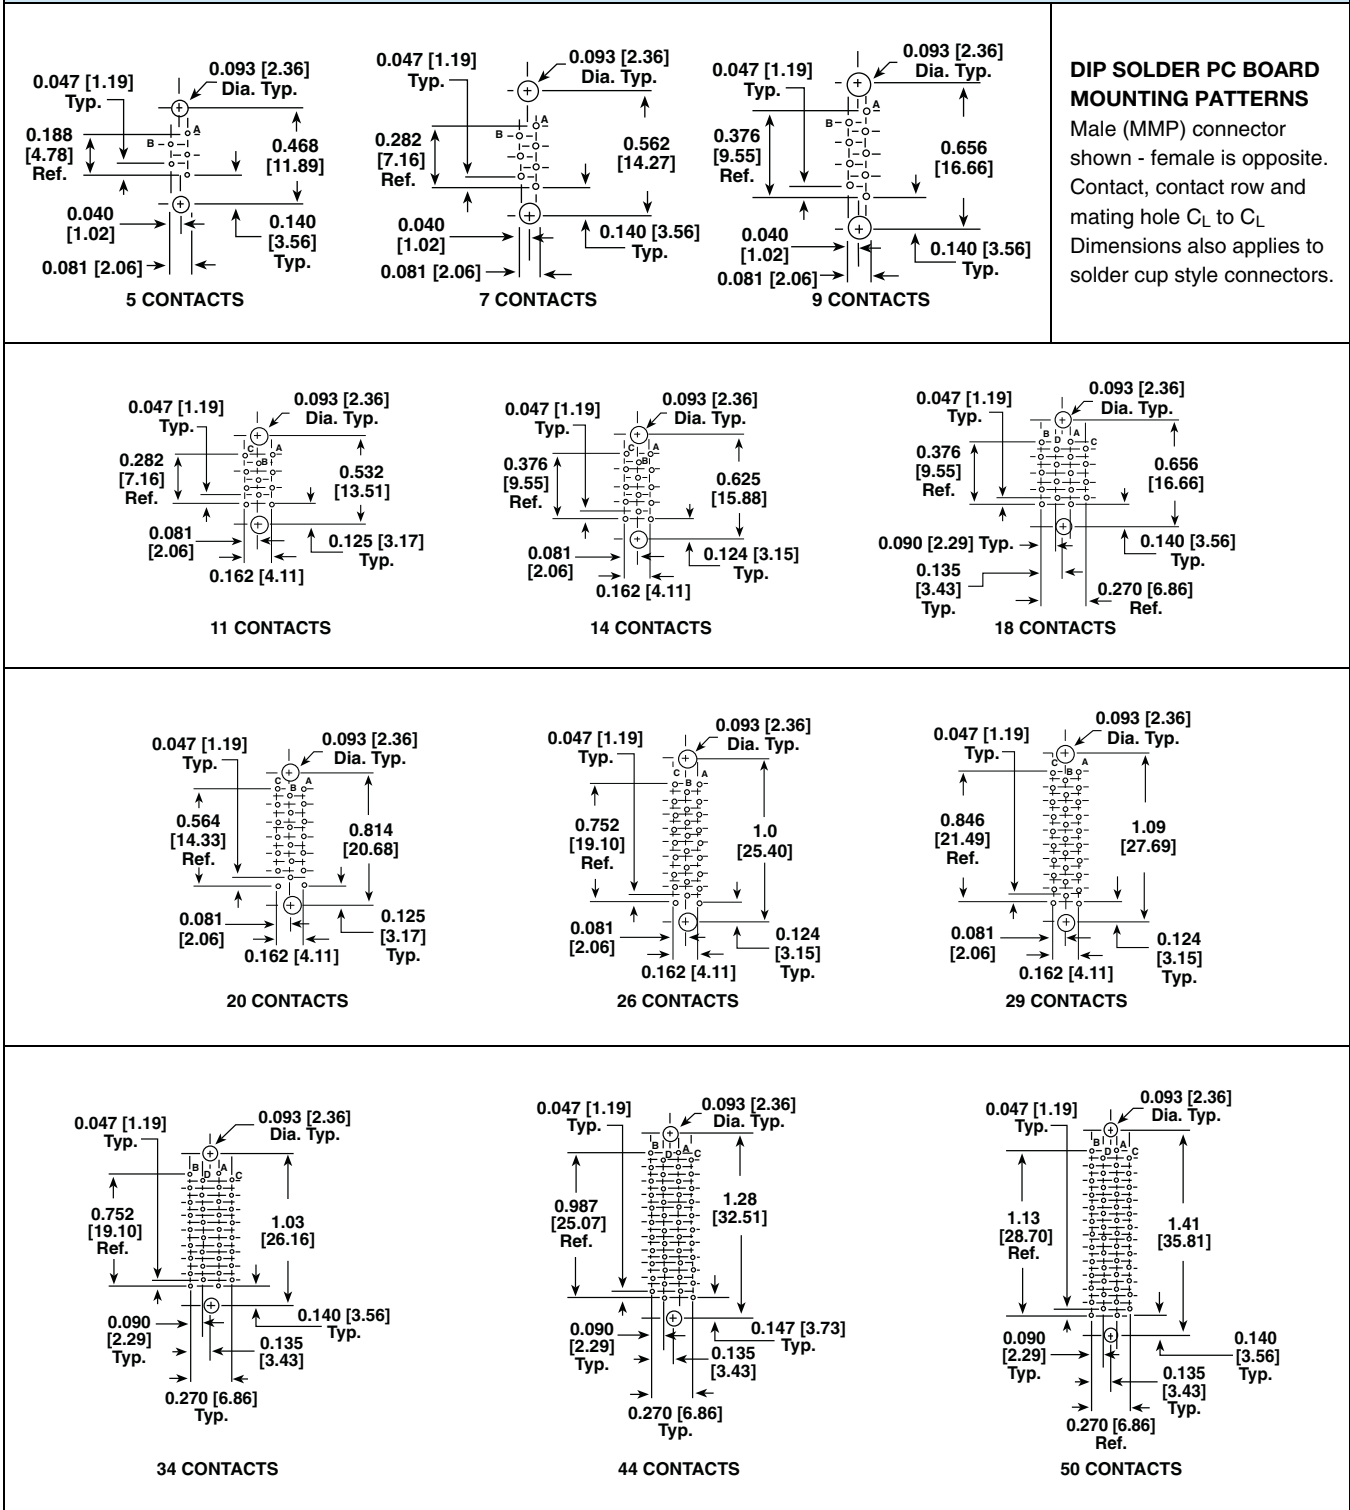 0.047 [1.19]
Typ.
0.093 [2.36]
Dia. Typ.
A
B
0.188
[4.78]
Ref.
0.468
[11.89]
0.040
[1.02]
0.140
[3.56]
Typ.
0.081 [2.06]
5 CONTACTS
0.047 [1.19]
Typ.
0.093 [2.36]
Dia. Typ.
A
B
0.282
[7.16]
Ref.
0.562
[14.27]
0.040
[1.02]
0.140 [3.56]
Typ.
0.081 [2.06]
7 CONTACTS
0.047 [1.19]
Typ.
0.093 [2.36]
Dia. Typ.
A
B
0.376
[9.55]
Ref.
0.656
[16.66]
0.040
[1.02]
0.140 [3.56]
Typ.
0.081 [2.06]
9 CONTACTS
DIP SOLDER PC BOARD
MOUNTING PATTERNS
Male (MMP) connector
shown - female is opposite.
Contact, contact row and
mating hole CL to CL
Dimensions also applies to
solder cup style connectors.
0.047 [1.19]
Typ.
0.093 [2.36]
Dia. Typ.
C
A
B
0.282
[7.16]
Ref.
0.532
[13.51]
0.081
[2.06]
0.125 [3.17]
Typ.
0.162 [4.11]
11 CONTACTS
0.047 [1.19]
Typ.
0.093 [2.36]
Dia. Typ.
C
A
B
0.376
[9.55]
Ref.
0.625
[15.88]
0.081
[2.06]
0.124 [3.15]
Typ.
0.162 [4.11]
14 CONTACTS
0.047 [1.19]
Typ.
0.093 [2.36]
Dia. Typ.
B
D
A
C
0.376
[9.55]
Ref.
0.656
[16.66]
0.090 [2.29] Typ.
0.140 [3.56]
Typ.
0.135
[3.43]
Typ.
0.270 [6.86]
Ref.
18 CONTACTS
0.047 [1.19]
Typ.
0.093 [2.36]
Dia. Typ.
C
A
B
0.564
[14.33]
Ref.
0.814
[20.68]
0.081
[2.06]
0.125
[3.17]
Typ.
0.162 [4.11]
20 CONTACTS
0.047 [1.19]
Typ.
0.093 [2.36]
Dia. Typ.
C
A
B
0.752
[19.10]
Ref.
1.0
[25.40]
0.081
[2.06]
0.124
[3.15]
Typ.
0.162 [4.11]
26 CONTACTS
0.047 [1.19]
Typ.
0.093 [2.36]
Dia. Typ.
C
B
A
0.846
[21.49]
Ref.
1.09
[27.69]
0.081
[2.06]
0.124
[3.15]
Typ.
0.162 [4.11]
29 CONTACTS
0.047 [1.19]
Typ.
0.093 [2.36]
Dia. Typ.
B
D
A
C
0.752
[19.10]
Ref.
1.03
[26.16]
0.090
[2.29]
Typ.
0.140 [3.56]
Typ.
0.135
[3.43]
0.270 [6.86]
Typ.
34 CONTACTS
0.047 [1.19]
Typ.
0.093 [2.36]
Dia. Typ.
B
D
A
C
0.987
[25.07]
Ref.
1.28
[32.51]
0.090
[2.29]
Typ.
0.147 [3.73]
Typ.
0.135
[3.43]
0.270 [6.86]
Typ.
44 CONTACTS
0.047 [1.19]
Typ.
0.093 [2.36]
Dia. Typ.
B
D
A
C
1.13
[28.70]
Ref.
1.41
[35.81]
0.090
[2.29]
Typ.
0.140
[3.56]
Typ.
0.135
[3.43]
Typ.
0.270 [6.86]
Ref.
50 CONTACTS